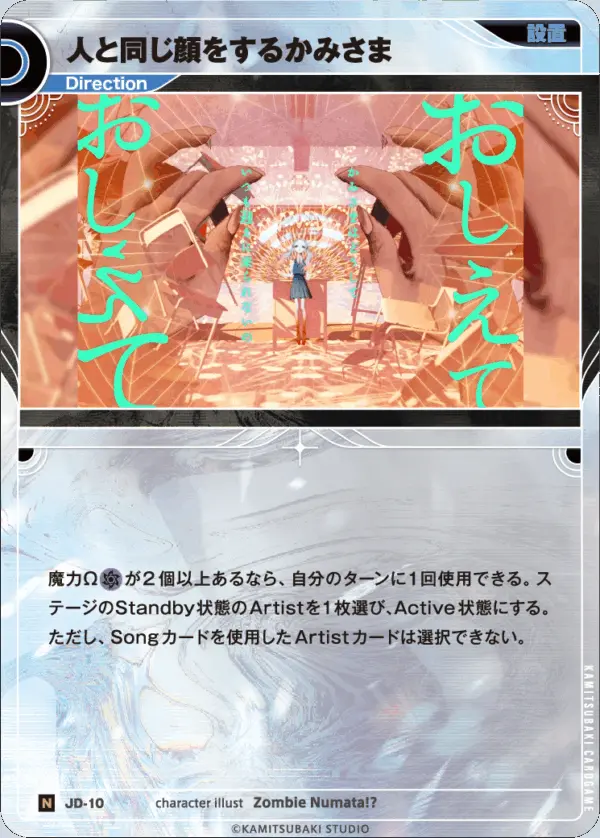 設置
人と同じ顔をするかみさま
Direction
おしえて
おしえて
魔力Ωが2個以上あるなら、自分のターンに1回使用できる。ス
テージのStandby状態のArtistを1枚選び、Active状態にする。
ただし、Songカードを使用したArtistカードは選択できない。
KAMITSUBAKI CARDGAME
N JD-10 character illust Zombie Numata!?
©KAMITSUBAKI STUDIO